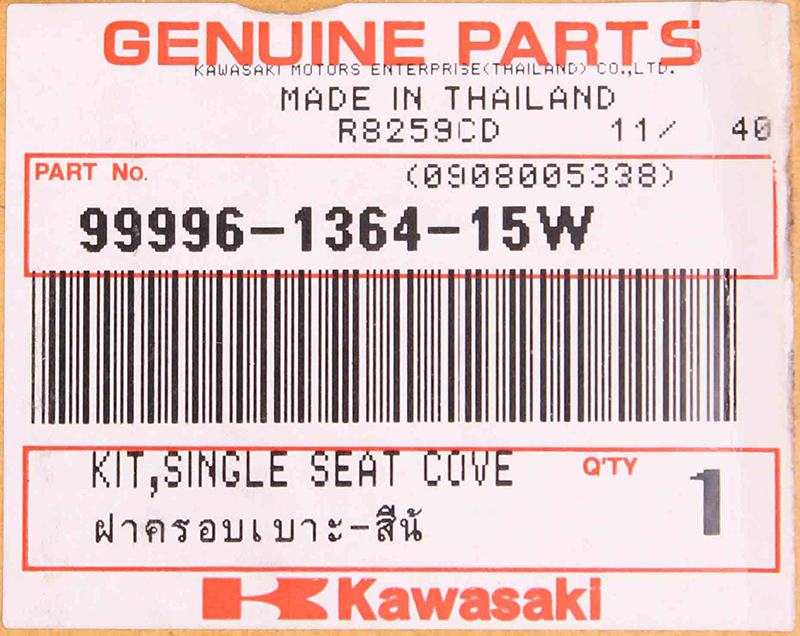 GENUINE PARTS
KAWASAKI MOTORS ENTERPRISE(THAILAND) CO.,LTD.
MADE IN THAILAND
R8259CD 11/ 40
PART No. (0908005338)
99996-1364-15W
KIT,SINGLE SEAT COVE Q'TY 1
ฝาครอบเบาะ-สีน้
Kawasaki